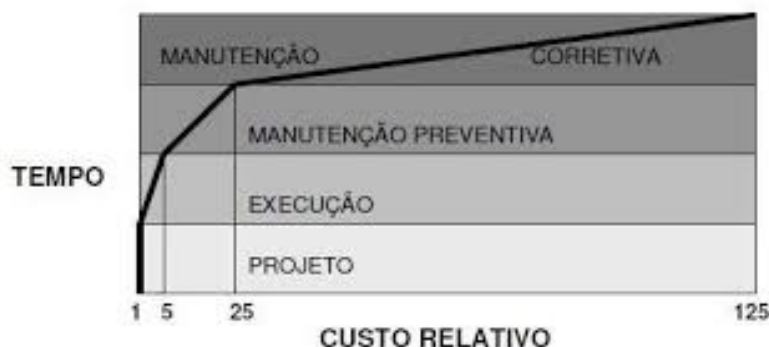 MANUTENÇÃO CORRETIVA
MANUTENÇÃO PREVENTIVA
TEMPO
EXECUÇÃO
PROJETO
1 5 25 125
CUSTO RELATIVO